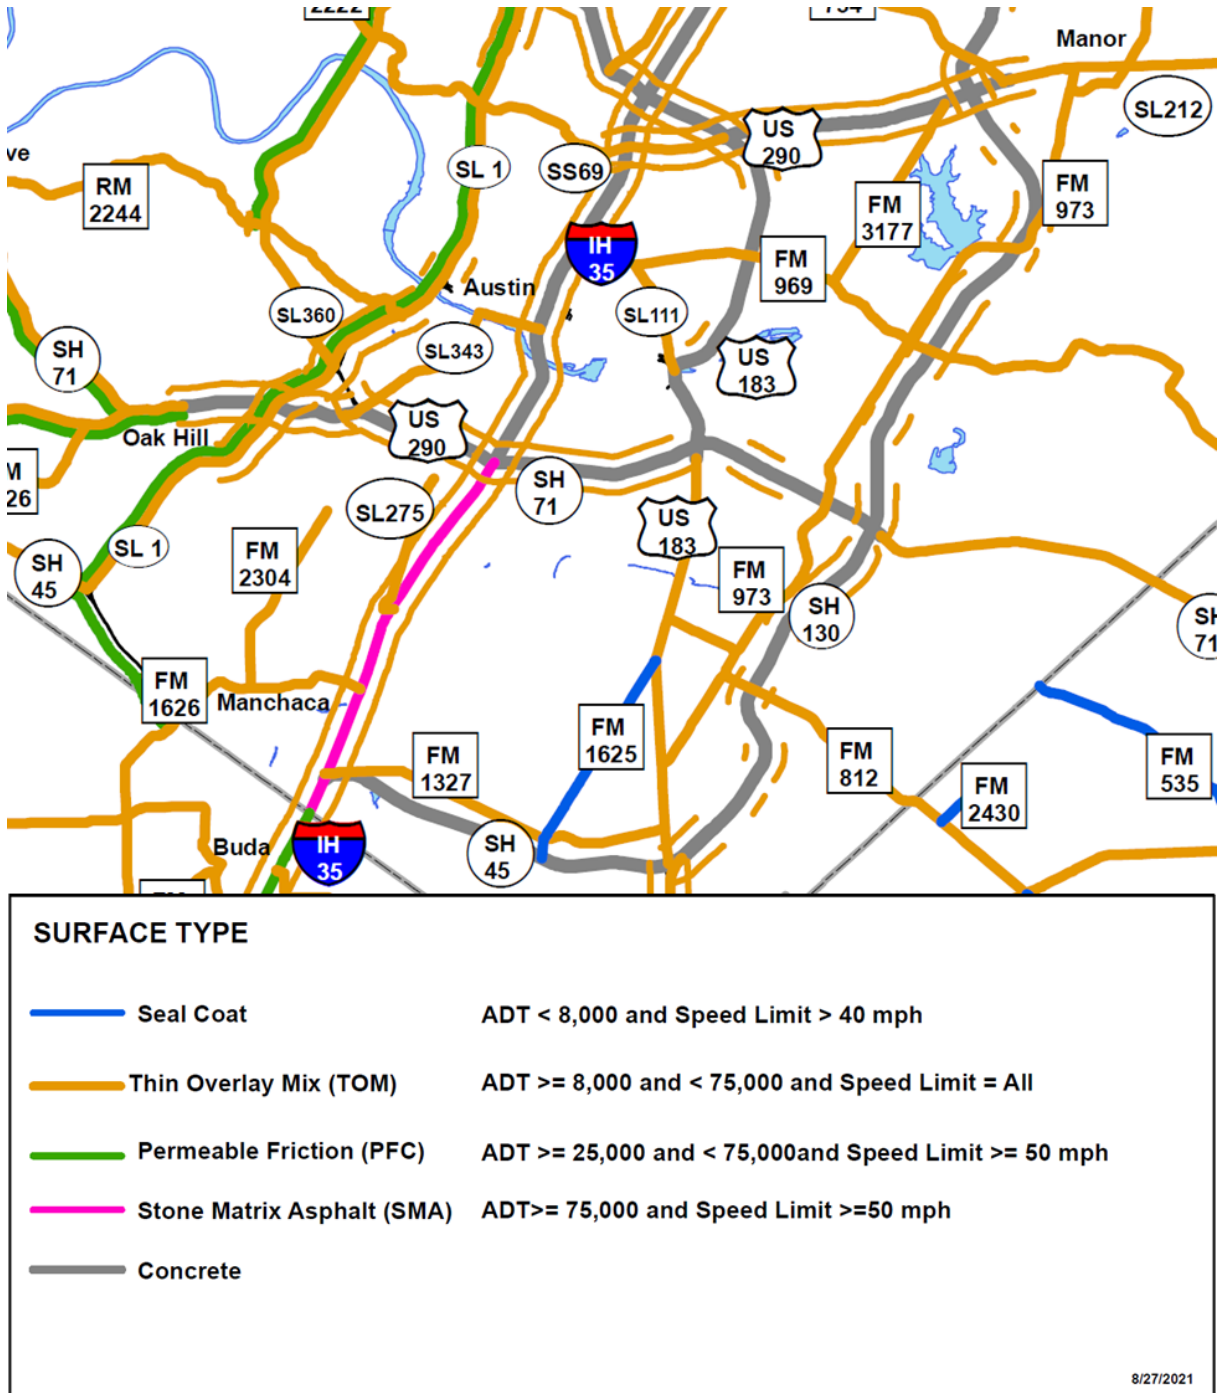 2222
Manor
SL212
US
290
ve
RM
2244
SL 1
SS69
FM
3177
FM
973
IH
35
FM
969
Austin
SL360
SL343
SL111
SH
71
US
183
Oak Hill
US
290
SH
71
SL275
US
183
26
SL 1
FM
2304
SH
45
FM
973
SH
130
71
FM
1626
Manchaca
FM
1327
FM
1625
FM
812
FM
2430
FM
535
Buda
IH
35
SH
45
SURFACE TYPE
Seal Coat ADT < 8,000 and Speed Limit > 40 mph
Thin Overlay Mix (TOM) ADT >= 8,000 and < 75,000 and Speed Limit = All
Permeable Friction (PFC) ADT >= 25,000 and < 75,000and Speed Limit >= 50 mph
Stone Matrix Asphalt (SMA) ADT>= 75,000 and Speed Limit >=50 mph
Concrete
8/27/2021